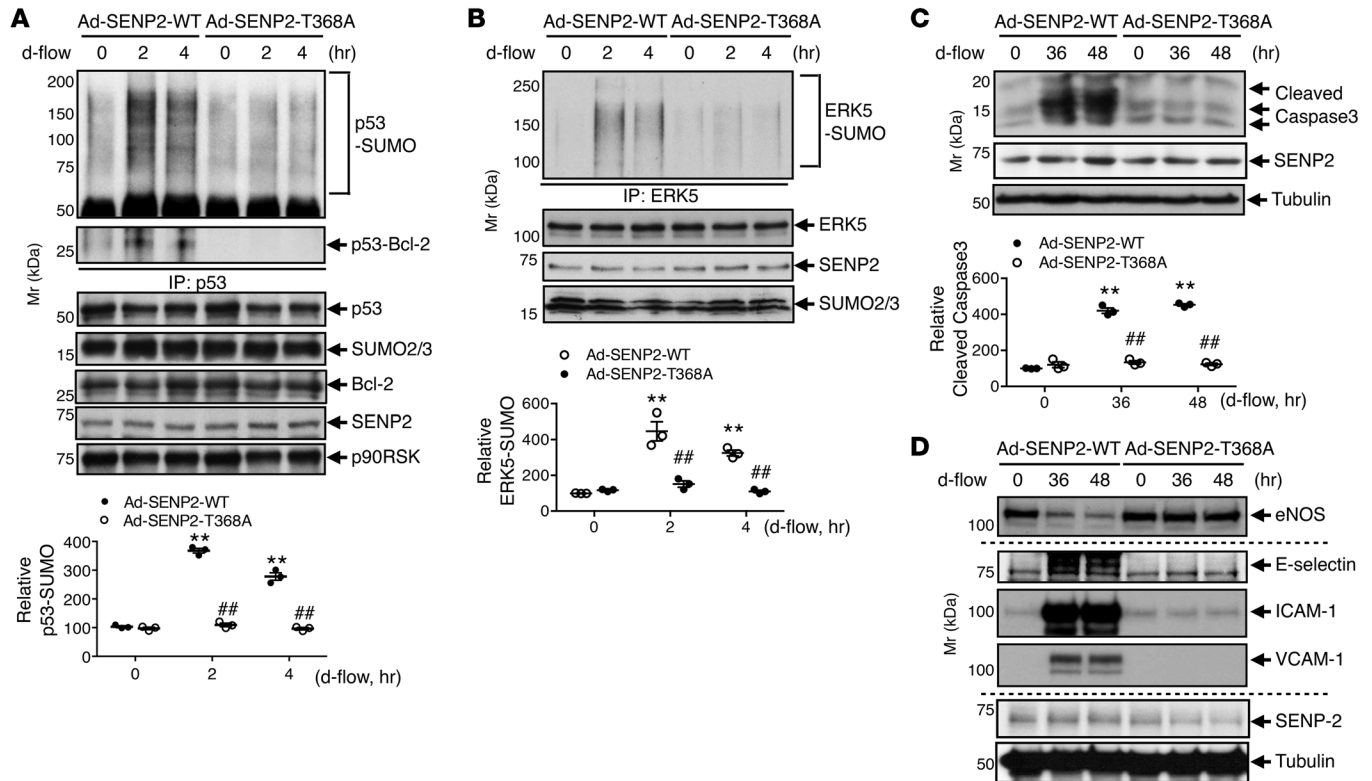 A
Ad-SENP2-WT Ad-SENP2-T368A
d-flow 0 2 4 0 2 4 (hr)
200
150
100
75
50
p53
-SUMO
25
p53-Bcl-2
IP: p53
Mr (kDa)
50
p53
15
SUMO2/3
25
Bcl-2
75
SENP2
75
p90RSK
Ad-SENP2-WT
Ad-SENP2-T368A
Relative
p53-SUMO
400
300
200
100
0
** **
## ##
0 2 4 (d-flow, hr)
B
Ad-SENP2-WT Ad-SENP2-T368A
d-flow 0 2 4 0 2 4 (hr)
250
150
100
ERK5
-SUMO
IP: ERK5
Mr (kDa)
100
ERK5
75
SENP2
15
SUMO2/3
Ad-SENP2-WT
Ad-SENP2-T368A
Relative
ERK5-SUMO
600
400
200
0
** **
## ##
0 2 4 (d-flow, hr)
C
Ad-SENP2-WT Ad-SENP2-T368A
d-flow 0 36 48 0 36 48 (hr)
Mr (kDa)
20
15
Cleaved
Caspase3
75
SENP2
50
Tubulin
Ad-SENP2-WT
Ad-SENP2-T368A
Relative
Cleaved Caspase3
600
400
200
0
** **
## ##
0 36 48 (d-flow, hr)
D
Ad-SENP2-WT Ad-SENP2-T368A
d-flow 0 36 48 0 36 48 (hr)
100
eNOS
75
E-selectin
Mr (kDa)
100
ICAM-1
100
VCAM-1
75
SENP-2
50
Tubulin